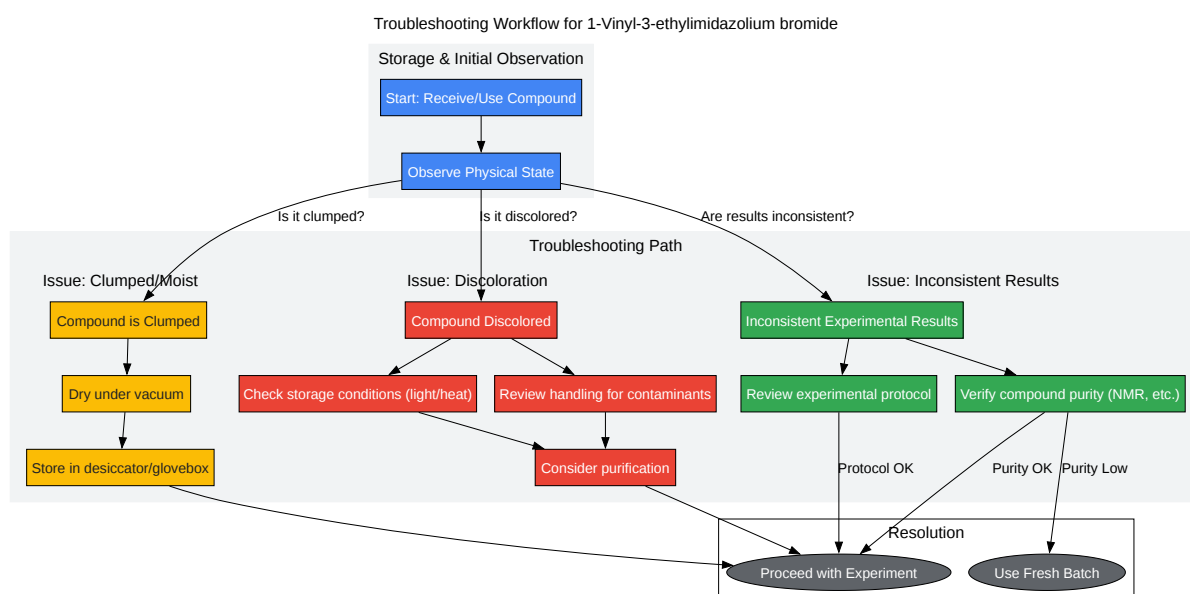 Troubleshooting Workflow for 1-Vinyl-3-ethylimidazolium bromide
Storage & Initial Observation
Start: Receive/Use Compound
Observe Physical State
Is it clumped?
Is it discolored?
Are results inconsistent?
Troubleshooting Path
Issue: Clumped/Moist
Issue: Discoloration
Issue: Inconsistent Results
Compound is Clumped
Compound Discolored
Inconsistent Experimental Results
Dry under vacuum
Check storage conditions (light/heat)
Review handling for contaminants
Review experimental protocol
Verify compound purity (NMR, etc.)
Store in desiccator/glovebox
Consider purification
Protocol OK
Purity OK
Purity Low
Resolution
Proceed with Experiment
Use Fresh Batch